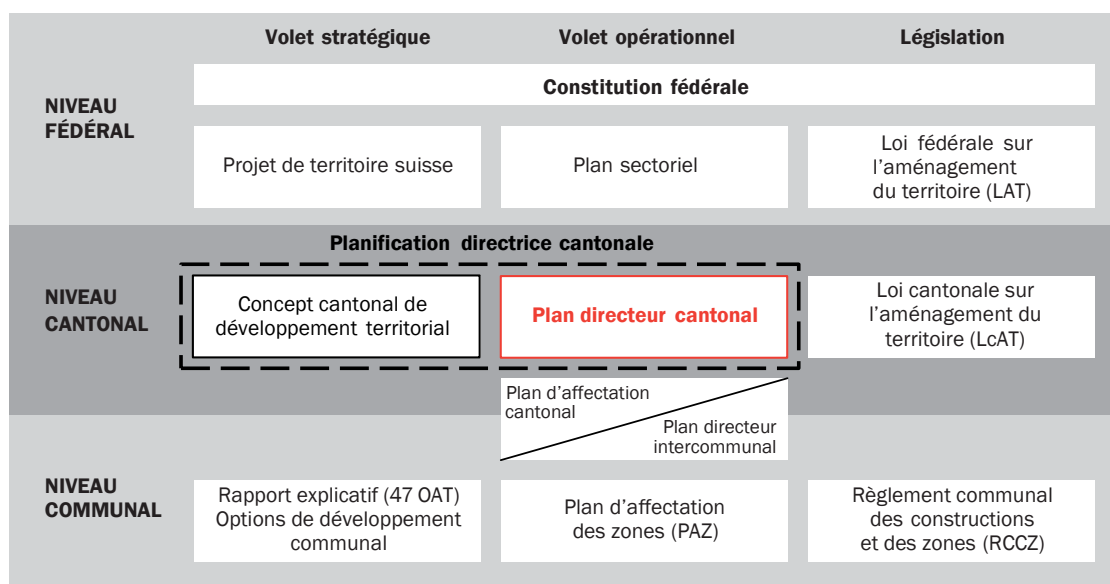 Volet stratégique
Volet opérationnel
Législation
NIVEAU
FÉDÉRAL
Constitution fédérale
Projet de territoire suisse
Plan sectoriel
Loi fédérale sur
l'aménagement
du territoire (LAT)
Planification directrice cantonale
NIVEAU
CANTONAL
Concept cantonal de
développement territorial
Plan directeur cantonal
Loi cantonale sur
l'aménagement du
territoire (LcAT)
Plan d'affectation
cantonal
Plan directeur
intercommunal
NIVEAU
COMMUNAL
Rapport explicatif (47 OAT)
Options de développement
communal
Plan d'affectation
des zones (PAZ)
Règlement communal
des constructions
et des zones (RCCZ)